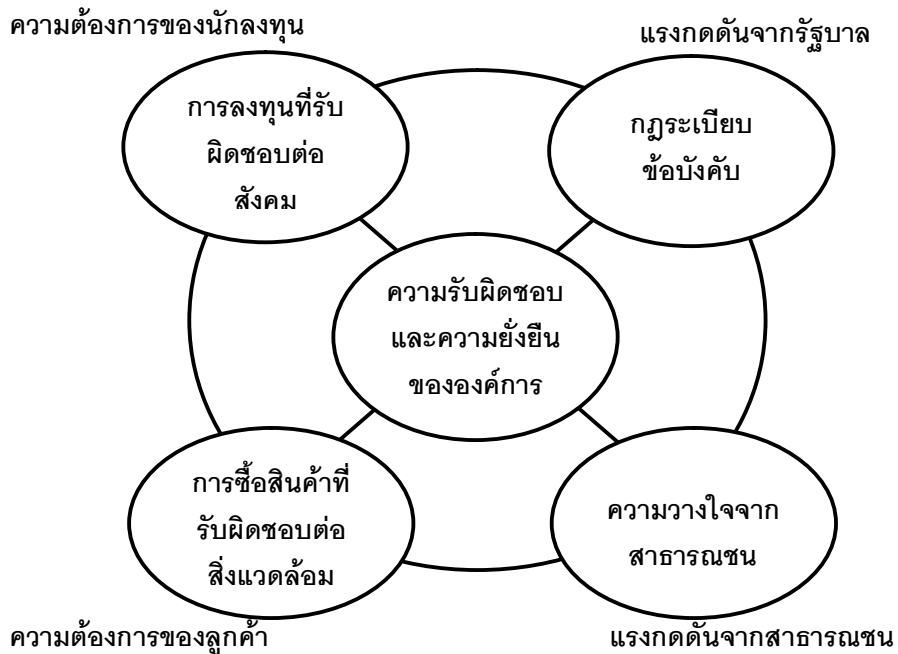 ความต้องการของนักลงทุน
แรงกดดันจากรัฐบาล
การลงทุนที่รับ
ผิดชอบต่อ
สังคม
กฎระเบียบ
ข้อบังคับ
ความรับผิดชอบ
และความยั่งยืน
ขององค์การ
การซื้อสินค้าที่
รับผิดชอบต่อ
สิ่งแวดล้อม
ความวางใจจาก
สาธารณชน
ความต้องการของลูกค้า
แรงกดดันจากสาธารณชน